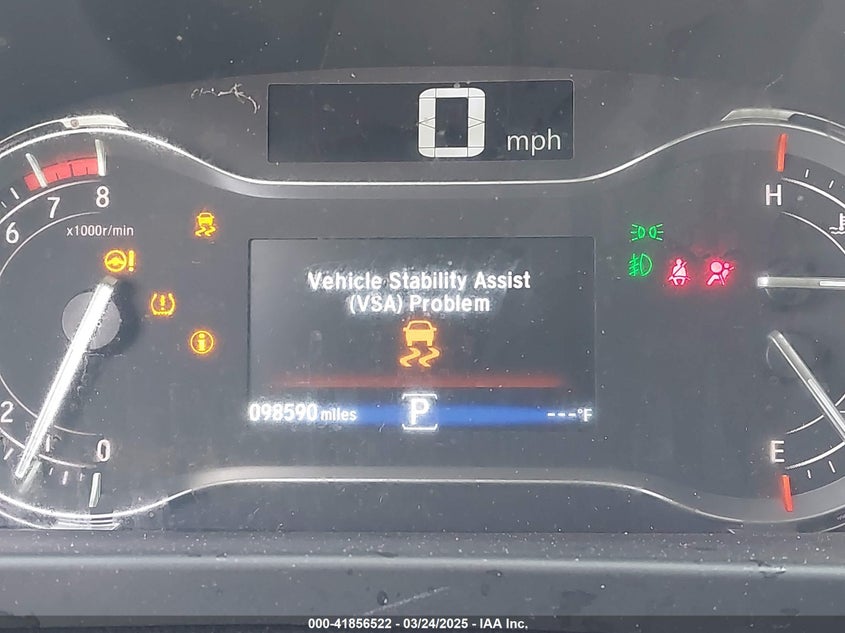 0 mph
8
7
6
x1000r/min
H
Vehicle Stability Assist
(VSA) Problem
2
098590 miles P ---°F
0
E
000-41856522 - 03/24/2025 - IAA Inc.